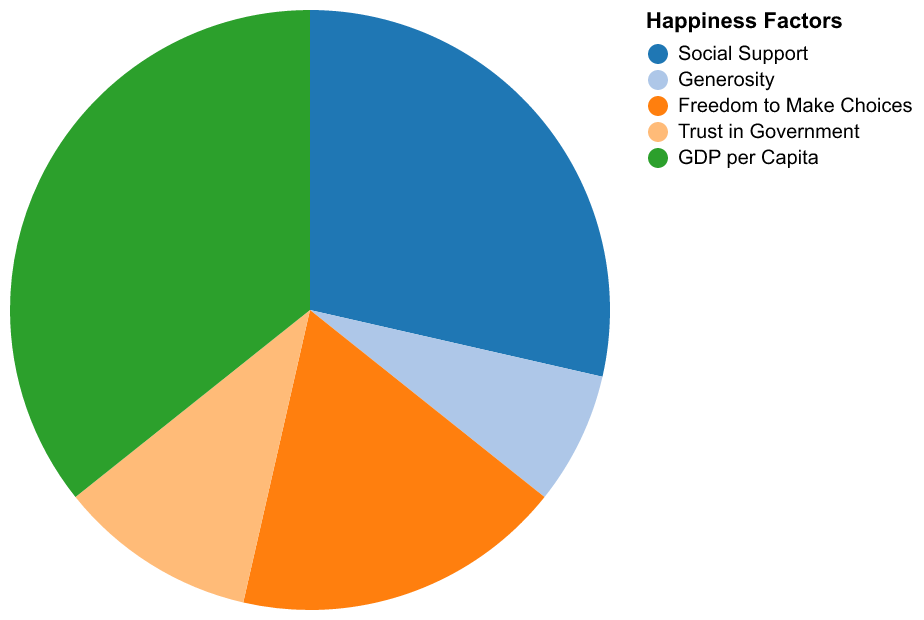 Happiness Factors
Social Support
Generosity
Freedom to Make Choices
Trust in Government
GDP per Capita